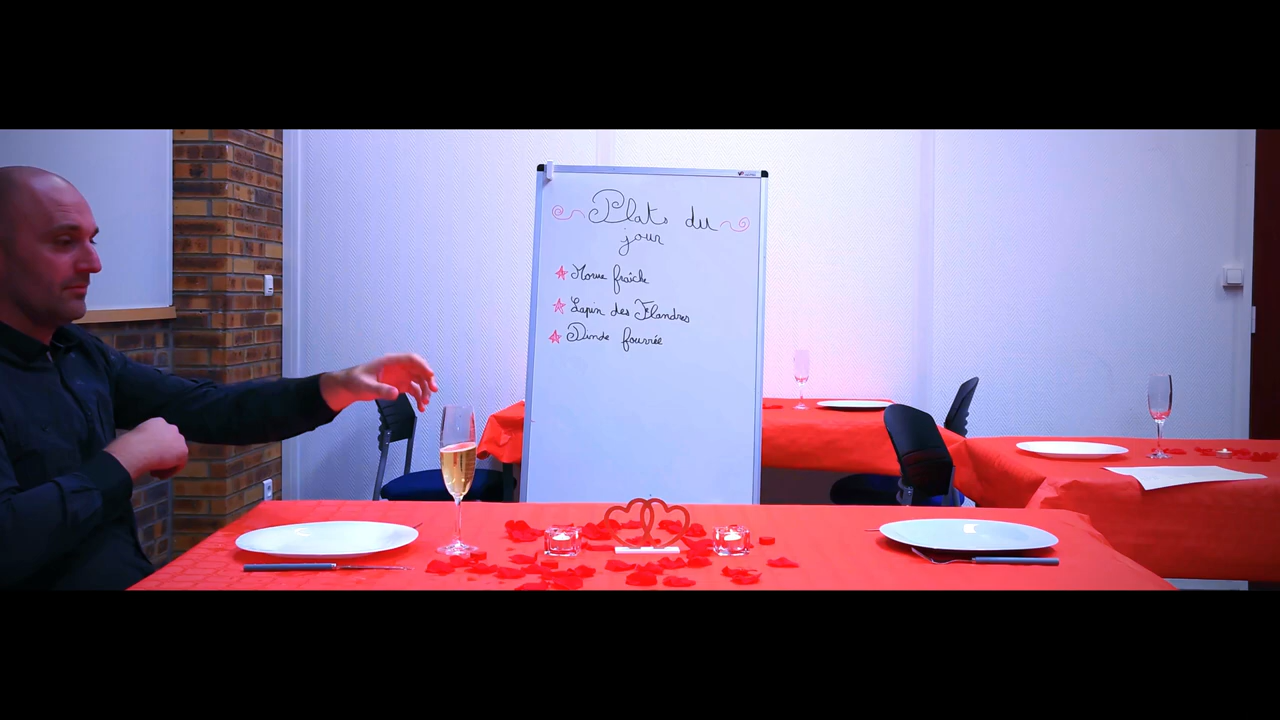 Plats du
jour
Morue fraîche
Lapin des Flandres
Dinde fourrée